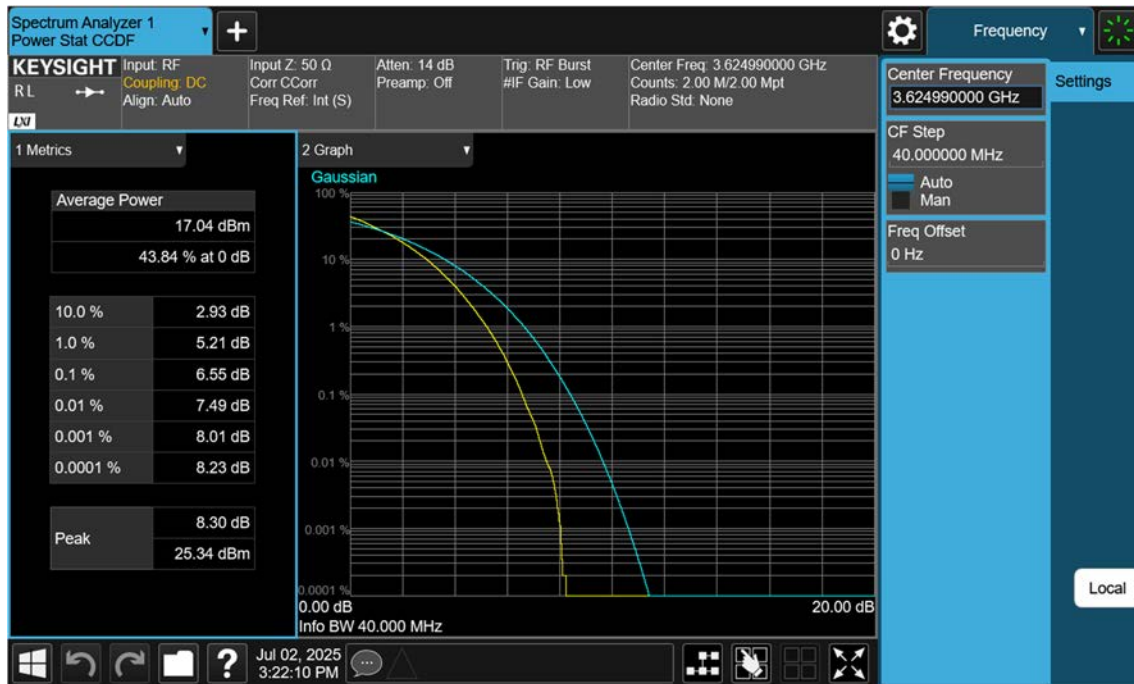 Spectrum Analyzer 1
Power Stat CCDF
+
Frequency
KEYSIGHT
RL
LXI
Input: RF
Coupling: DC
Align: Auto
Input Z: 50 Ω
Corr CCorr
Freq Ref: Int (S)
Atten: 14 dB
Preamp: Off
Trig: RF Burst
#IF Gain: Low
Center Freq: 3.624990000 GHz
Counts: 2.00 M/2.00 Mpt
Radio Std: None
Center Frequency
3.624990000 GHz
Settings
CF Step
40.000000 MHz
Auto
Man
Freq Offset
0 Hz
1 Metrics
Average Power
17.04 dBm
43.84 % at 0 dB
10.0 % 2.93 dB
1.0 % 5.21 dB
0.1 % 6.55 dB
0.01 % 7.49 dB
0.001 % 8.01 dB
0.0001 % 8.23 dB
Peak
8.30 dB
25.34 dBm
2 Graph
Gaussian
100 %
10 %
1 %
0.1 %
0.01 %
0.001 %
0.0001 %
0.00 dB 20.00 dB
Info BW 40.000 MHz
Local
?
Jul 02, 2025
3:22:10 PM